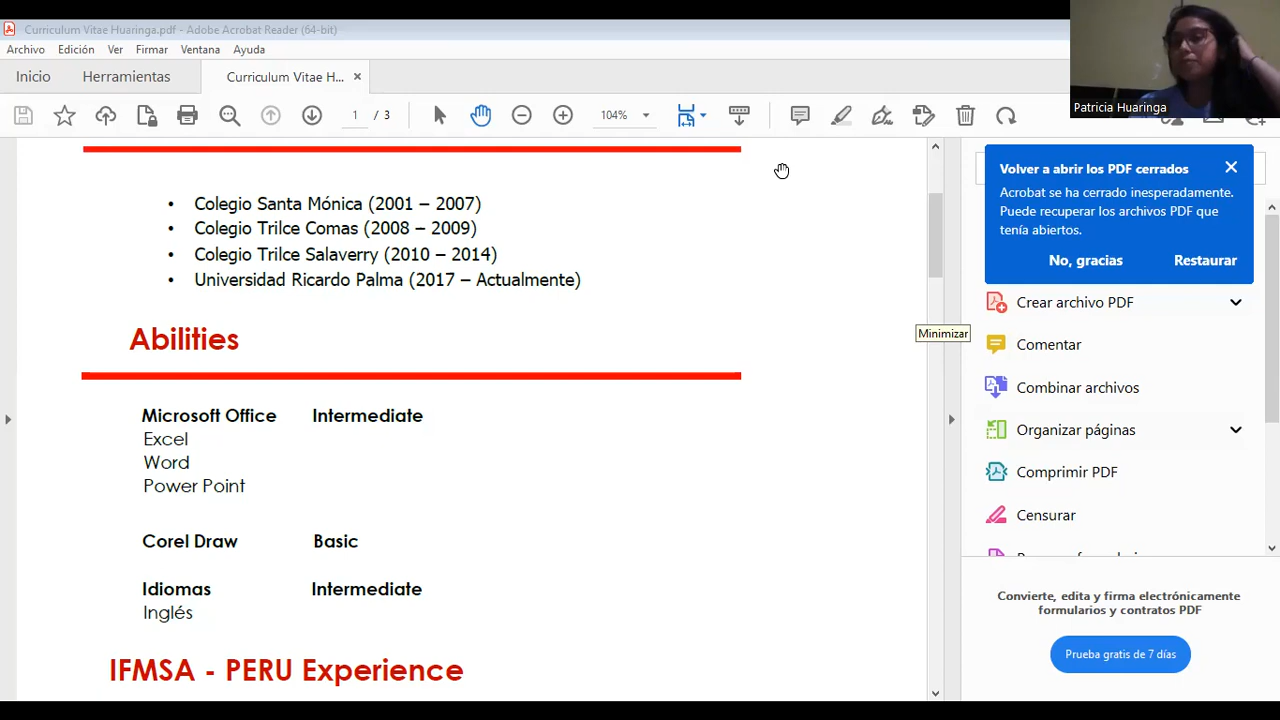 Curriculum Vitae Huaringa.pdf - Adobe Acrobat Reader (64-bit)
Archivo Edición Ver Firmar Ventana Ayuda
Inicio Herramientas Curriculum Vitae H... ×
1 / 3 104%
Patricia Huaringa
• Colegio Santa Mónica (2001 – 2007)
• Colegio Trilce Comas (2008 – 2009)
• Colegio Trilce Salaverry (2010 – 2014)
• Universidad Ricardo Palma (2017 – Actualmente)
Abilities
Microsoft Office Intermediate
Excel
Word
Power Point
Corel Draw Basic
Idiomas Intermediate
Inglés
IFMSA - PERU Experience
Minimizar
Volver a abrir los PDF cerrados
Acrobat se ha cerrado inesperadamente.
Puede recuperar los archivos PDF que
tenía abiertos.
No, gracias Restaurar
Crear archivo PDF
Comentar
Combinar archivos
Organizar páginas
Comprimir PDF
Censurar
Convierte, edita y firma electrónicamente
formularios y contratos PDF
Prueba gratis de 7 días